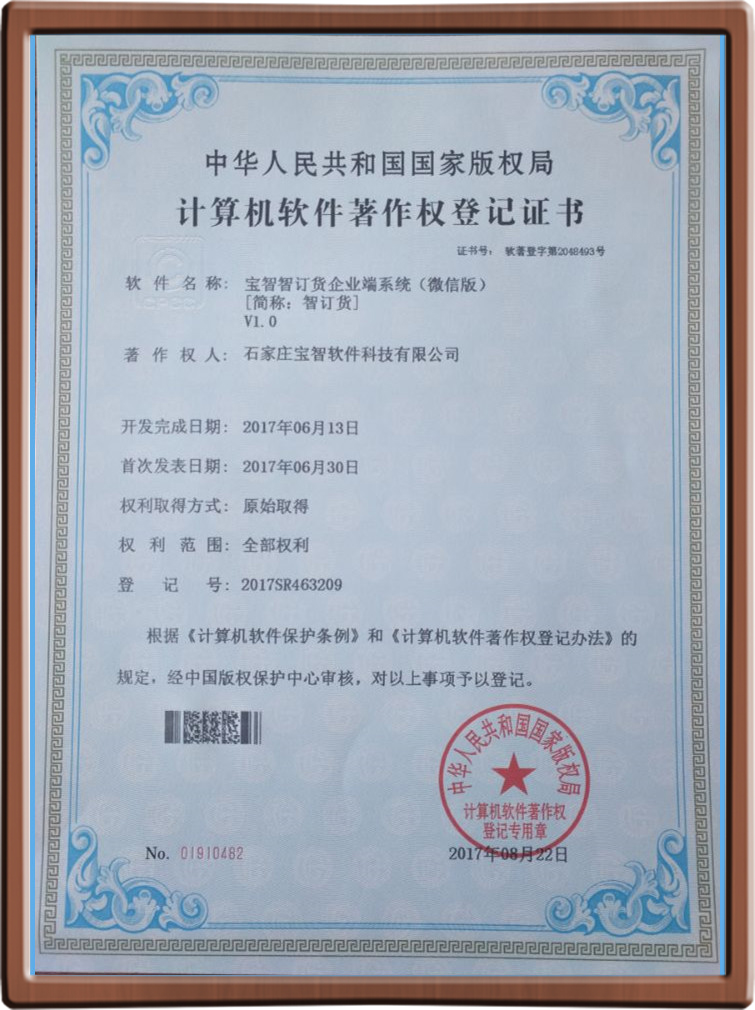 中华人民共和国国家版权局
计算机软件著作权登记证书
证书号： 软著登字第2048493号
软件名称： 宝智智订货企业端系统（微信版）
[简称：智订货]
V1.0
著作权人： 石家庄宝智软件科技有限公司
开发完成日期： 2017年06月13日
首次发表日期： 2017年06月30日
权利取得方式： 原始取得
权利范围： 全部权利
登记号： 2017SR463209
根据《计算机软件保护条例》和《计算机软件著作权登记办法》的
规定，经中国版权保护中心审核，对以上事项予以登记。
中华人民共和国国家版权局
计算机软件著作权
登记专用章
No. 01910482
2017年08月22日